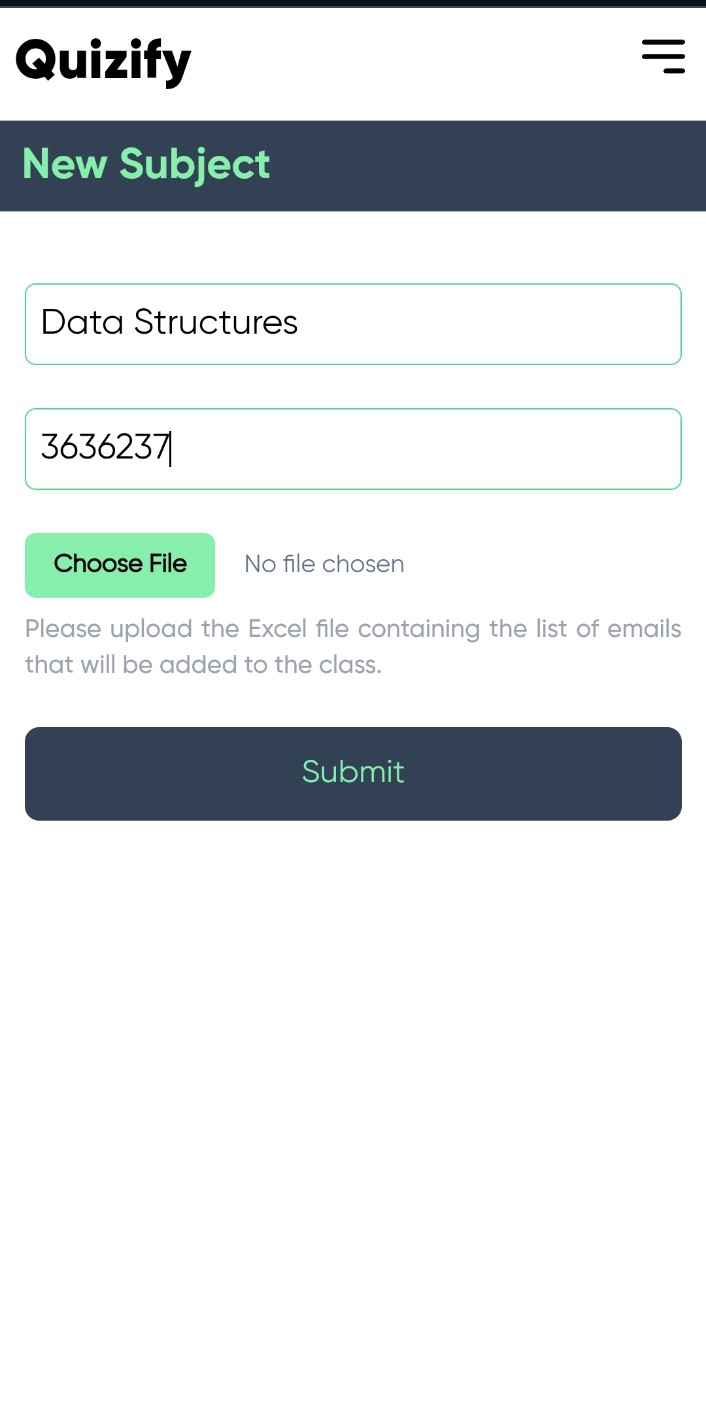 Quizify
New Subject
Data Structures
3636237
Choose File No file chosen
Please upload the Excel file containing the list of emails
that will be added to the class.
Submit